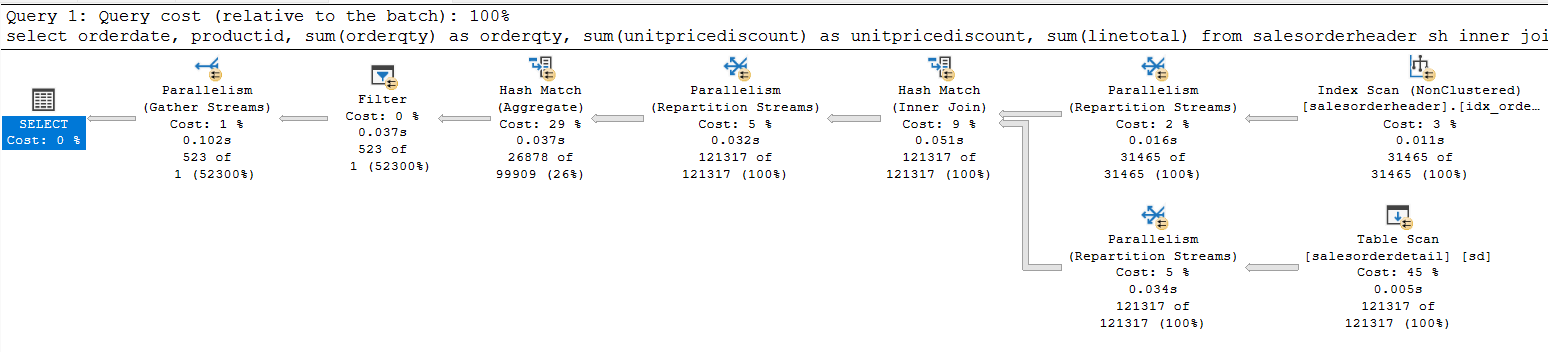 Query 1: Query cost (relative to the batch): 100%
select orderdate, productid, sum(orderqty) as orderqty, sum(unitpricediscount) as unitpricediscount, sum(linetotal) from salesorderheader sh inner joi
SELECT
Cost: 0 %
Parallelism
(Gather Streams)
Cost: 1 %
0.102s
523 of
1 (52300%)
Filter
Cost: 0 %
0.037s
523 of
1 (52300%)
Hash Match
(Aggregate)
Cost: 29 %
0.037s
26878 of
99909 (26%)
Parallelism
(Repartition Streams)
Cost: 5 %
0.032s
121317 of
121317 (100%)
Hash Match
(Inner Join)
Cost: 9 %
0.051s
121317 of
121317 (100%)
Parallelism
(Repartition Streams)
Cost: 2 %
0.016s
31465 of
31465 (100%)
Index Scan (NonClustered)
[salesorderheader].[idx_orde…
Cost: 3 %
0.011s
31465 of
31465 (100%)
Parallelism
(Repartition Streams)
Cost: 5 %
0.034s
121317 of
121317 (100%)
Table Scan
[salesorderdetail] [sd]
Cost: 45 %
0.005s
121317 of
121317 (100%)